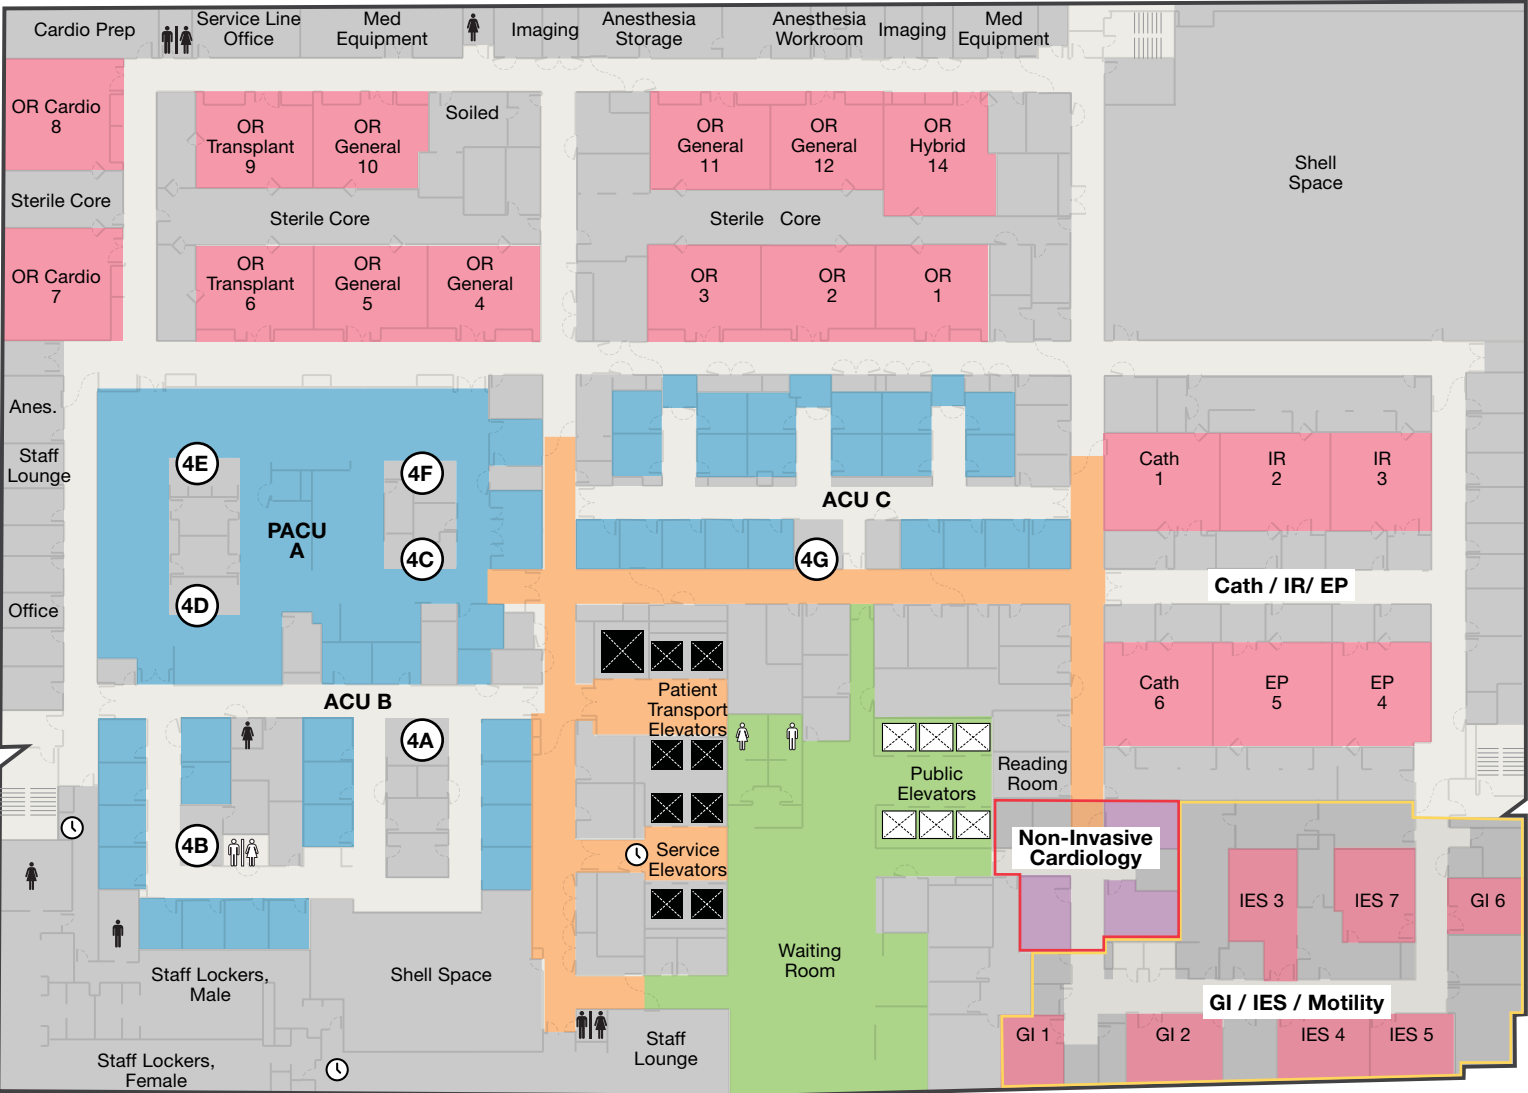 Cardio Prep
Service Line
Office
Med
Equipment
Imaging
Anesthesia
Storage
Anesthesia
Workroom
Imaging
Med
Equipment
OR Cardio
8
OR
Transplant
9
OR
General
10
Soiled
OR
General
11
OR
General
12
OR
Hybrid
14
Shell
Space
Sterile Core
Sterile Core
Sterile Core
OR Cardio
7
OR
Transplant
6
OR
General
5
OR
General
4
OR
3
OR
2
OR
1
Anes.
Staff
Lounge
Office
4E
4F
PACU
A
4C
4D
ACU C
4G
Cath
1
IR
2
IR
3
Cath / IR/ EP
Cath
6
EP
5
EP
4
ACU B
4A
4B
Patient
Transport
Elevators
Public
Elevators
Reading
Room
Service
Elevators
Non-Invasive
Cardiology
IES 3
IES 7
GI 6
Waiting
Room
GI / IES / Motility
GI 1
GI 2
IES 4
IES 5
Staff Lockers,
Male
Shell Space
Staff Lockers,
Female
Staff
Lounge